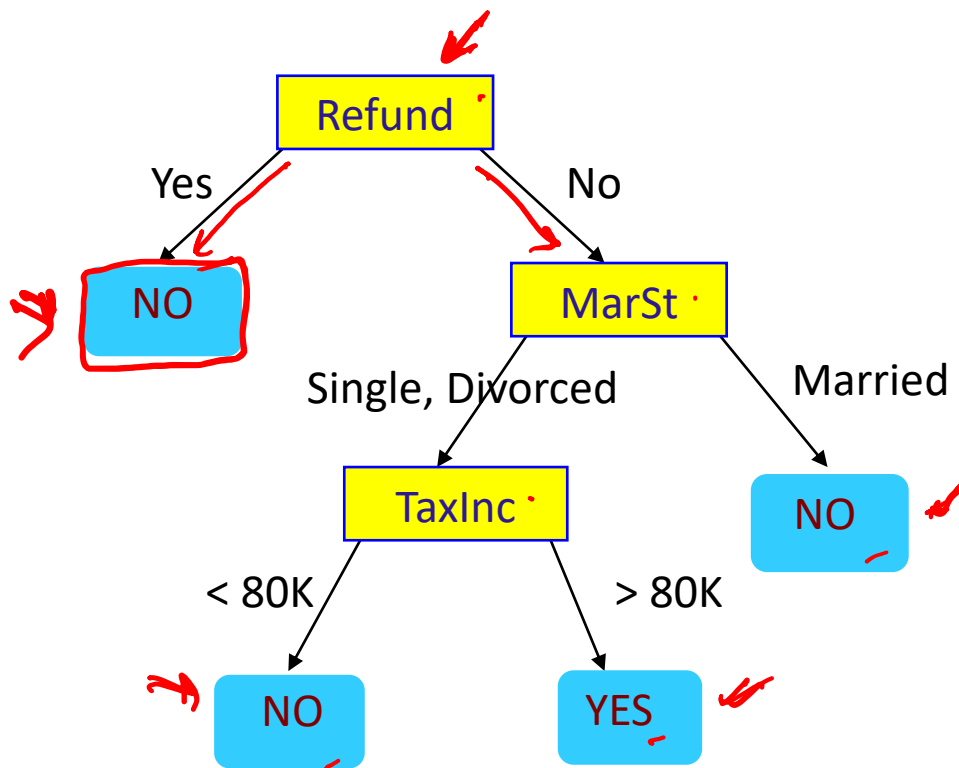 Refund
Yes
No
NO
MarSt
Single, Divorced
Married
TaxInc
NO
< 80K
> 80K
NO
YES